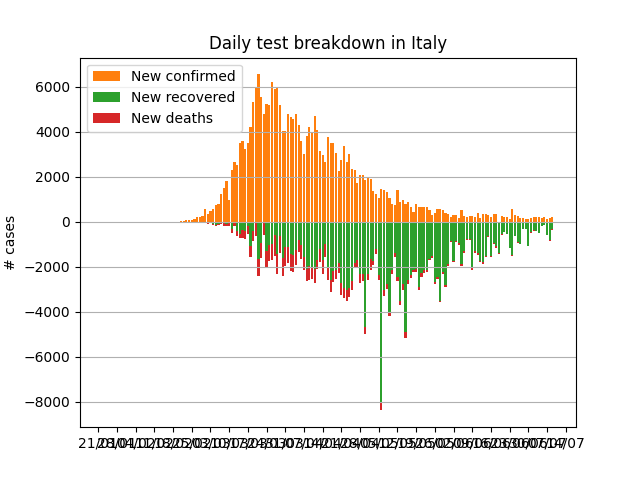 Daily test breakdown in Italy
New confirmed
New recovered
New deaths
6000
4000
2000
0
−2000
−4000
−6000
−8000
# cases